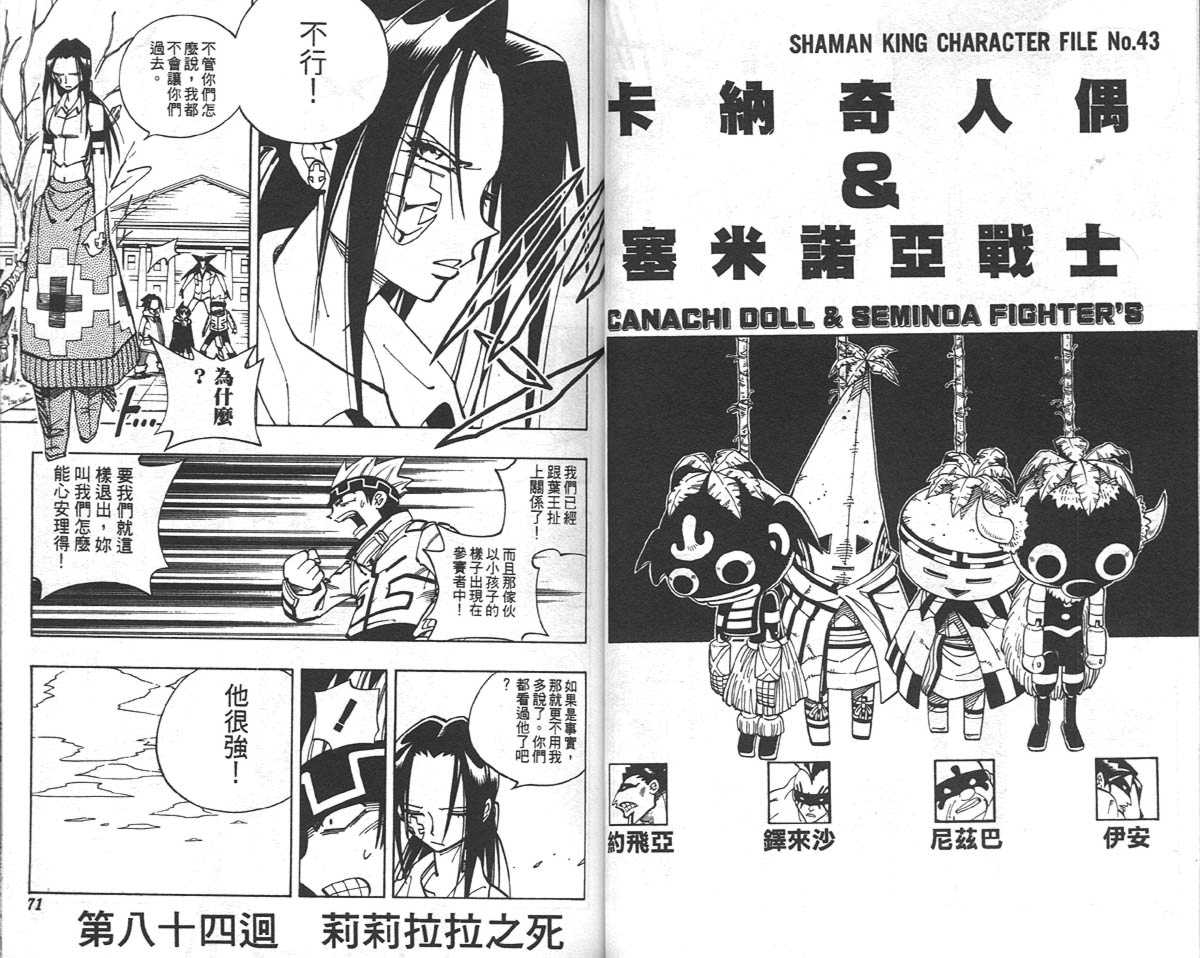 SHAMAN KING CHARACTER FILE No.43
卡納奇人偶
&
塞米諾亞戰士
CANACHI DOLL & SEMINOA FIGHTER'S
伊安
尼茲巴
鐸來沙
約飛亞
不行！
不管你們怎
麼說，我都
不會讓你們
過去。
為什麼
？
ド…
我們已經
跟葉王扯
上關係了！
而且那傢伙
以小孩子的
樣子出現在
參賽者中！
要我們就這
樣退出，妳
叫我們怎麼
能心安理得！
如果是事實，
那就更不用我
多說了。你們
都看過他了吧
？
！
他很強！
71
第八十四迴　莉莉拉拉之死